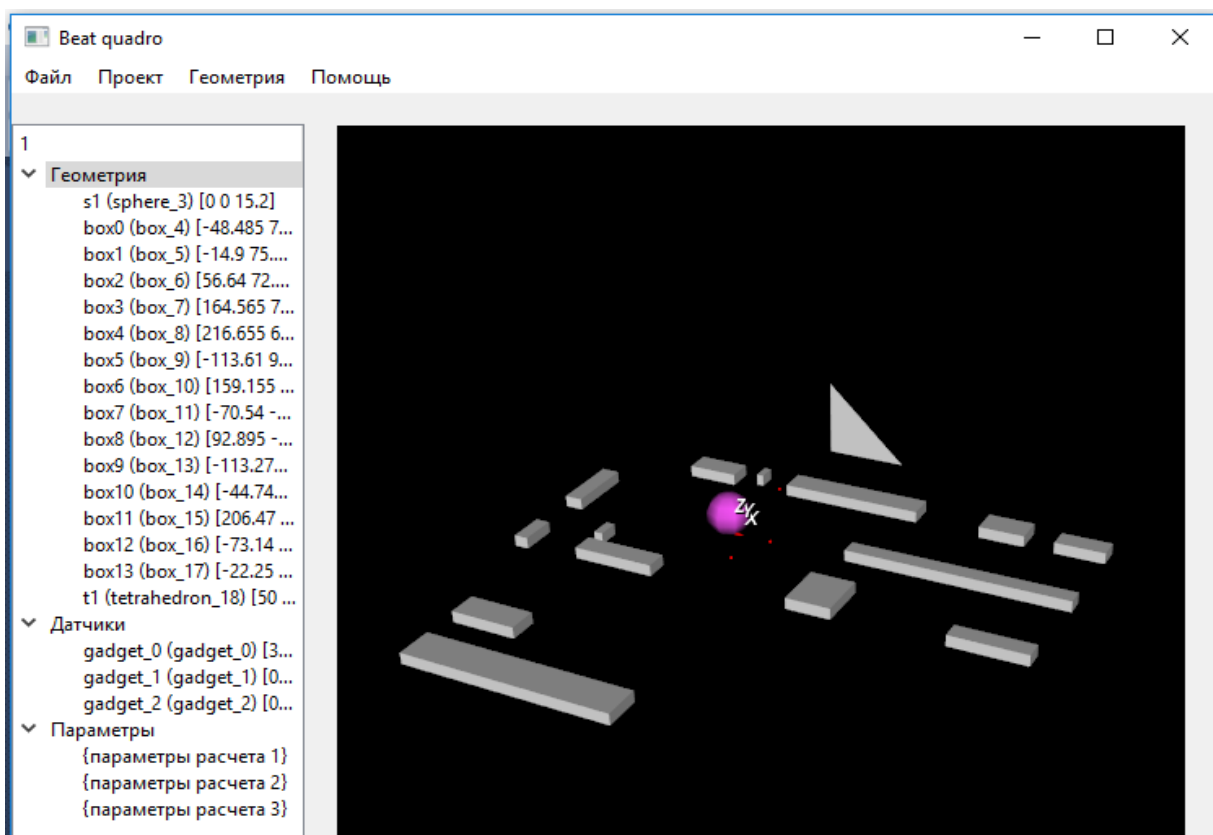 Beat quadro
Файл Проект Геометрия Помощь
1
Геометрия
s1 (sphere_3) [0 0 15.2]
box0 (box_4) [-48.485 7...
box1 (box_5) [-14.9 75....
box2 (box_6) [56.64 72....
box3 (box_7) [164.565 7...
box4 (box_8) [216.655 6...
box5 (box_9) [-113.61 9...
box6 (box_10) [159.155 ...
box7 (box_11) [-70.54 -...
box8 (box_12) [92.895 -...
box9 (box_13) [-113.27...
box10 (box_14) [-44.74...
box11 (box_15) [206.47 ...
box12 (box_16) [-73.14 ...
box13 (box_17) [-22.25 ...
t1 (tetrahedron_18) [50 ...
Датчики
gadget_0 (gadget_0) [3...
gadget_1 (gadget_1) [0...
gadget_2 (gadget_2) [0...
Параметры
{параметры расчета 1}
{параметры расчета 2}
{параметры расчета 3}
Z Y X